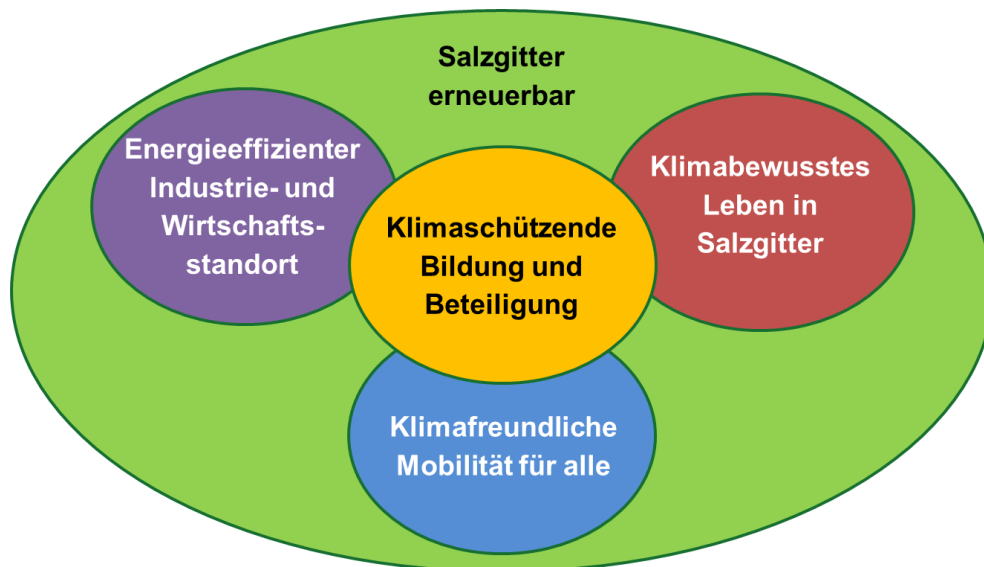 Salzgitter
erneuerbar
Energieeffizienter
Industrie- und
Wirtschafts-
standort
Klimaschützende
Bildung und
Beteiligung
Klimabewusstes
Leben in
Salzgitter
Klimafreundliche
Mobilität für alle